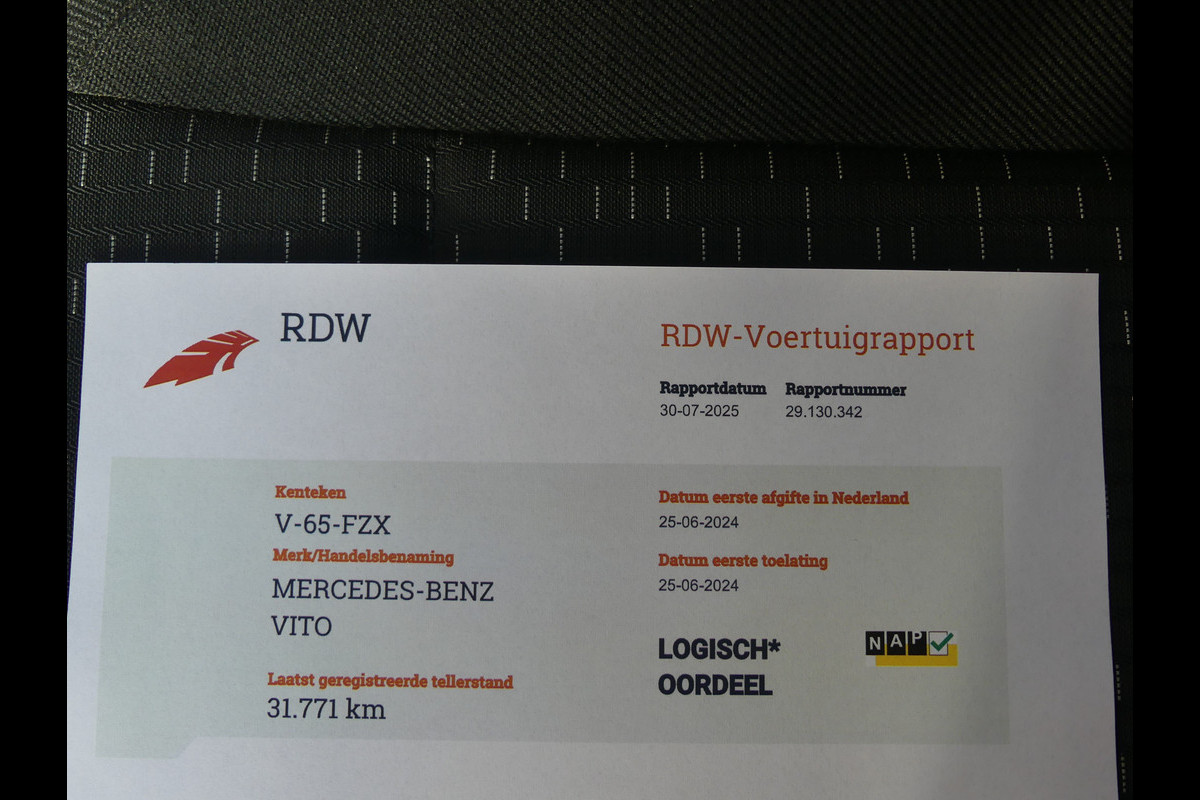 RDW
RDW-Voertuigrapport
Rapportdatum Rapportnummer
30-07-2025 29.130.342
Kenteken
V-65-FZX
Merk/Handelsbenaming
MERCEDES-BENZ
VITO
Laatst geregistreerde tellerstand
31.771 km
Datum eerste afgifte in Nederland
25-06-2024
Datum eerste toelating
25-06-2024
LOGISCH*
OORDEEL
NAP